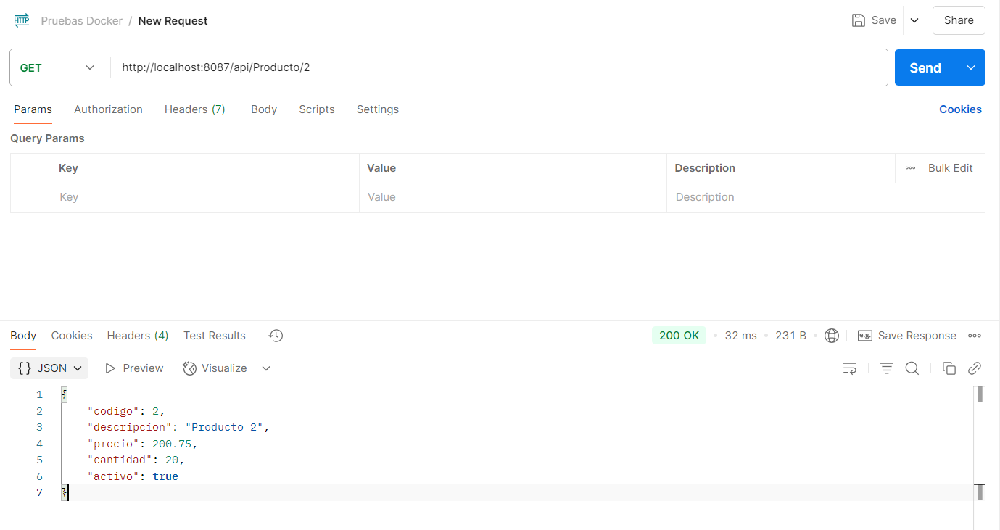 HTTP Pruebas Docker / New Request Save Share
GET http://localhost:8087/api/Producto/2 Send
Params Authorization Headers (7) Body Scripts Settings Cookies
Query Params
Key Value Description Bulk Edit
Key Value Description
Body Cookies Headers (4) Test Results 200 OK 32 ms 231 B e.g. Save Response
{} JSON Preview Visualize
1 {
2 "codigo": 2,
3 "descripcion": "Producto 2",
4 "precio": 200.75,
5 "cantidad": 20,
6 "activo": true
7 }